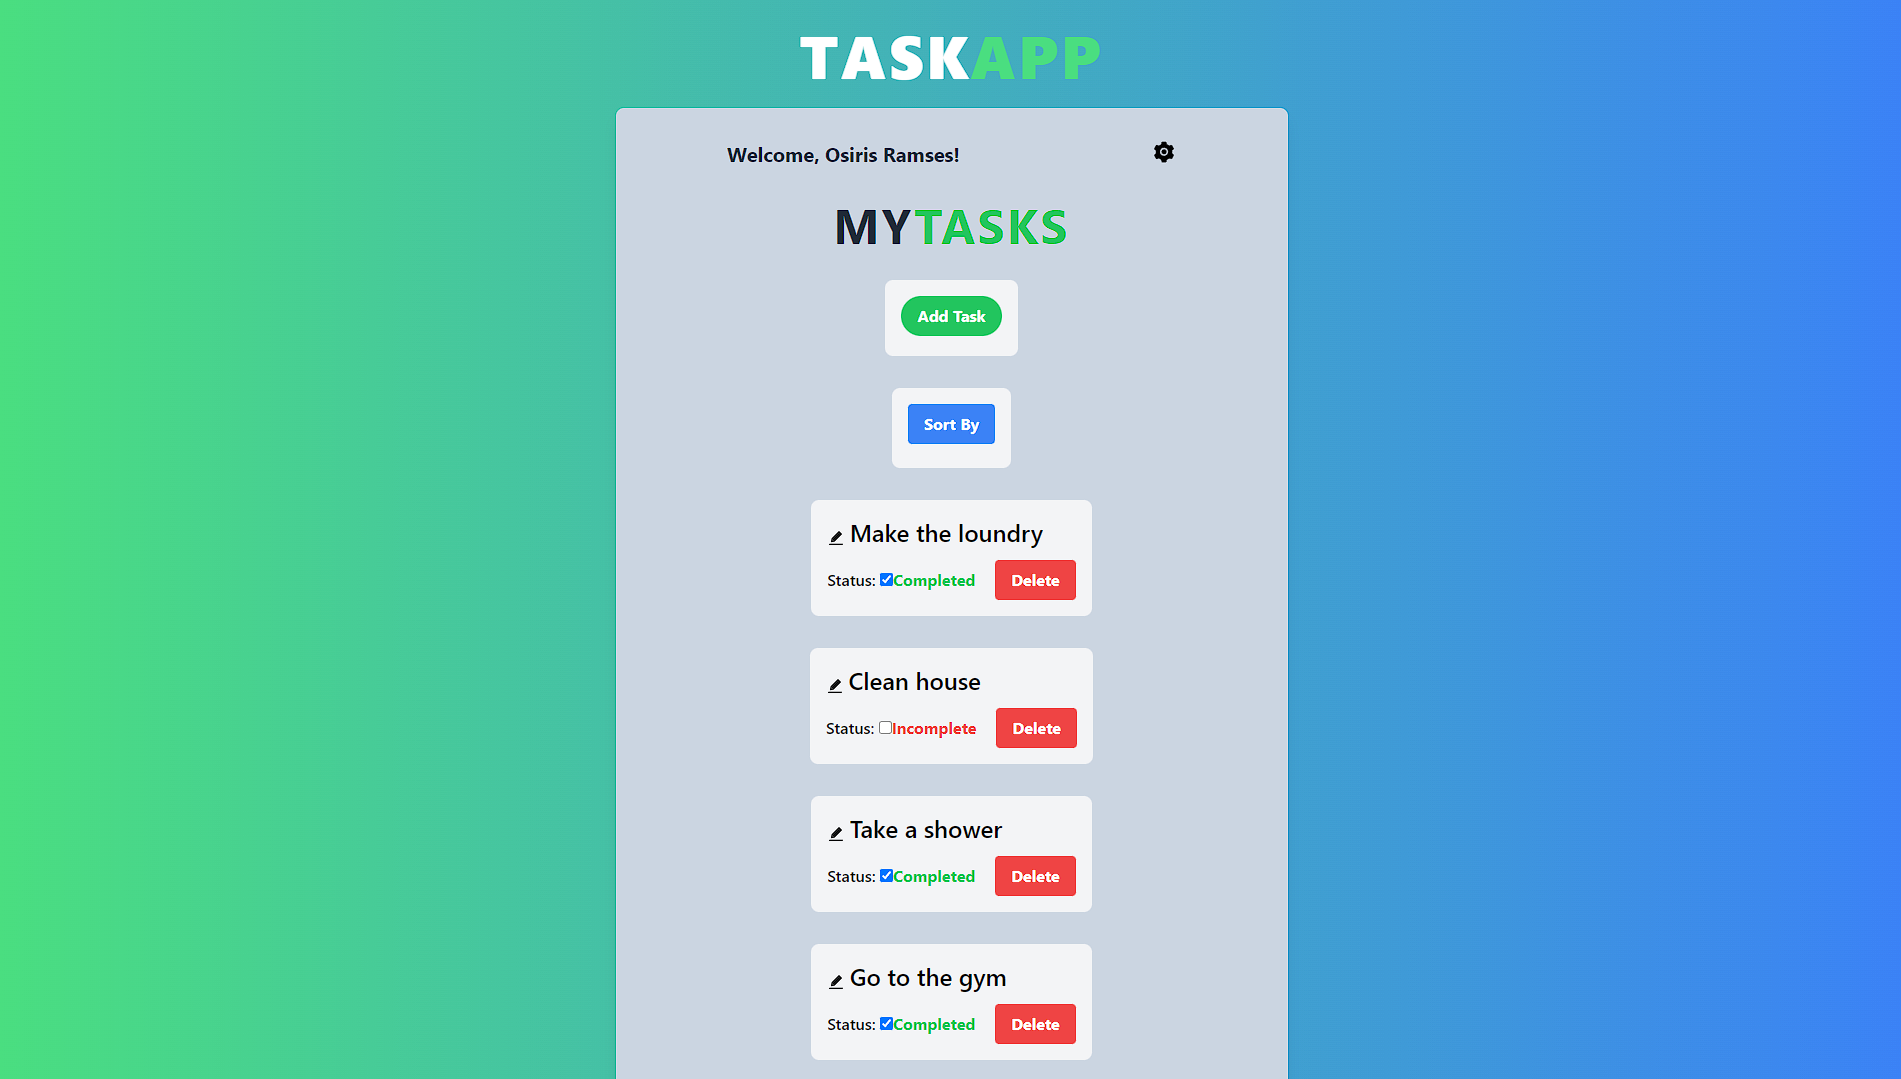 TASKAPP
Welcome, Osiris Ramses!
MYTASKS
Add Task
Sort By
Make the loundry
Status: Completed Delete
Clean house
Status: Incomplete Delete
Take a shower
Status: Completed Delete
Go to the gym
Status: Completed Delete